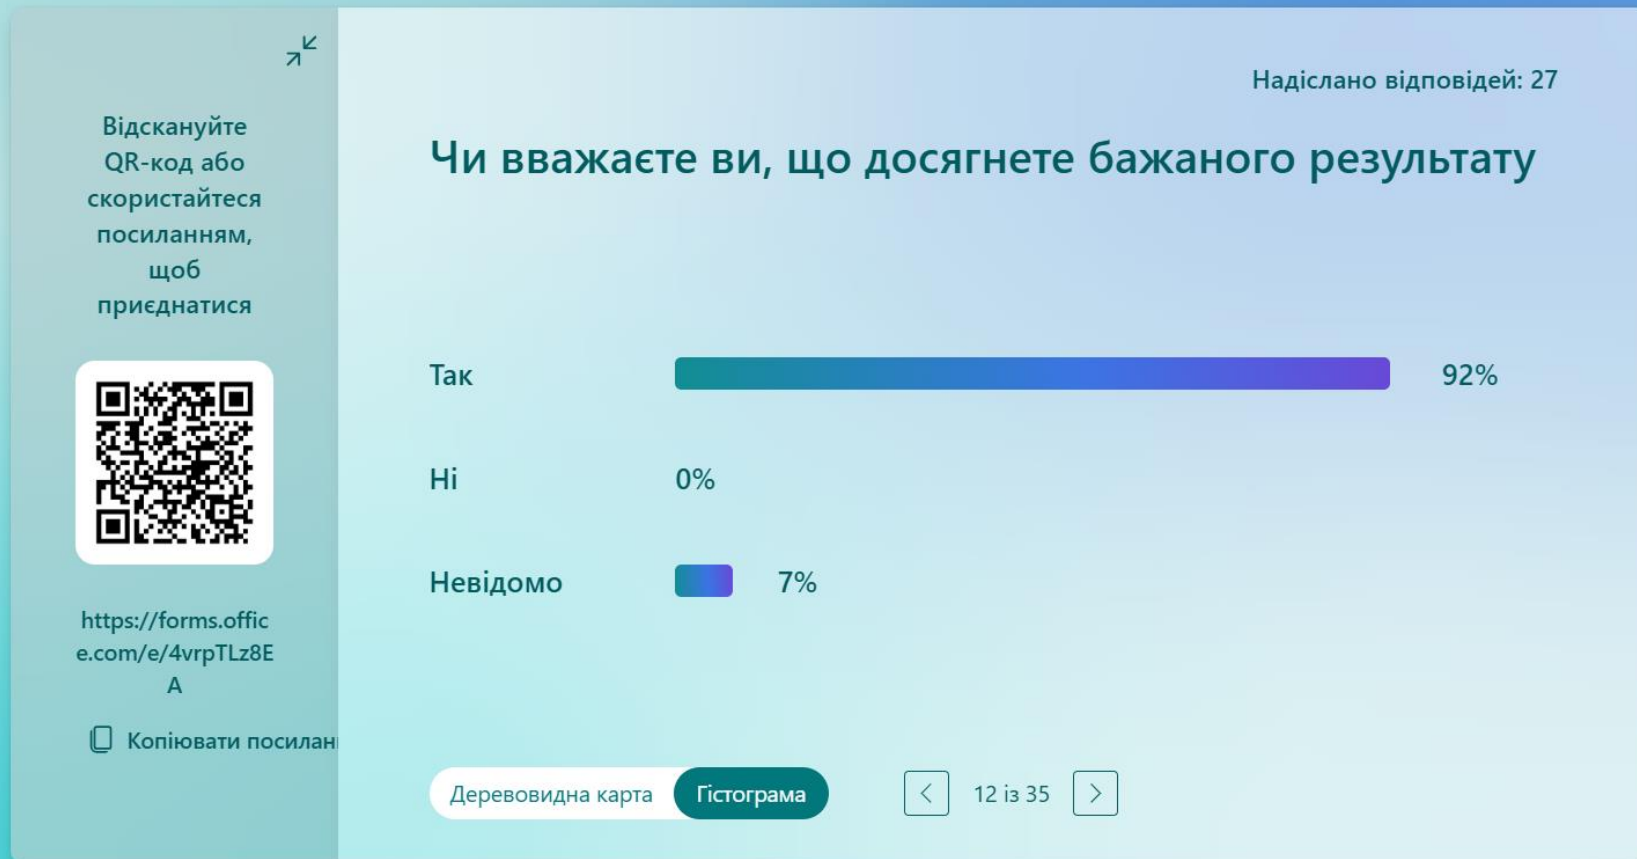 Відскануйте
QR-код або
скористайтеся
посиланням,
щоб
приєднатися
https://forms.offic
e.com/e/4vrpTLz8E
A
Копіювати посилан
Надіслано відповідей: 27
Чи вважаєте ви, що досягнете бажаного результату
Так 92%
Ні 0%
Невідомо 7%
Деревовидна карта Гістограма 12 із 35